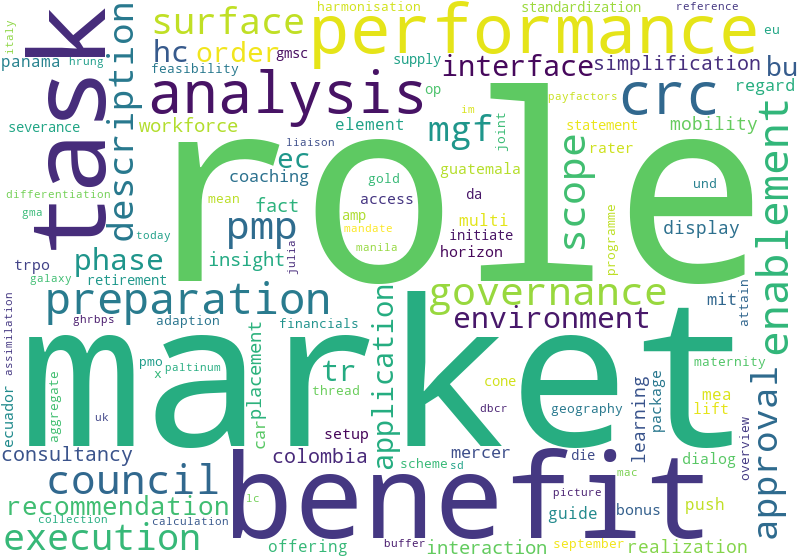 harmonisation
standardization
reference
italy
task
description
surface
performance
eu
panama
hrung
hc
order
gmsc
supply
interface
simplification
bu
feasibility
analysis
crc
regard
severance
workforce
element
op
mgf
joint
payfactors
im
statement
mobility
enablement
liaison
role
ec
coaching
guatemala
scope
rater
differentiation
mean
gold
da
und
gma
fact
access
multi
display
pmp
amp
mandate
initiate
programme
today
phase
insight
julia
manila
horizon
trpo
galaxy
retirement
preparation
governance
mit
attain
assimilation
ghrbps
adaption
financials
application
environment
market
ecuador
pmo
x
paltinum
placement
car
tr
thread
cone
maternity
aggregate
dbcr
geography
package
mea
lift
approval
uk
setup
learning
consultancy
colombia
mercer
die
dialog
overview
council
benefit
scheme
sd
mac
recommendation
lc
picture
bonus
push
guide
execution
collection
calculation
offering
buffer
interaction
september
realization